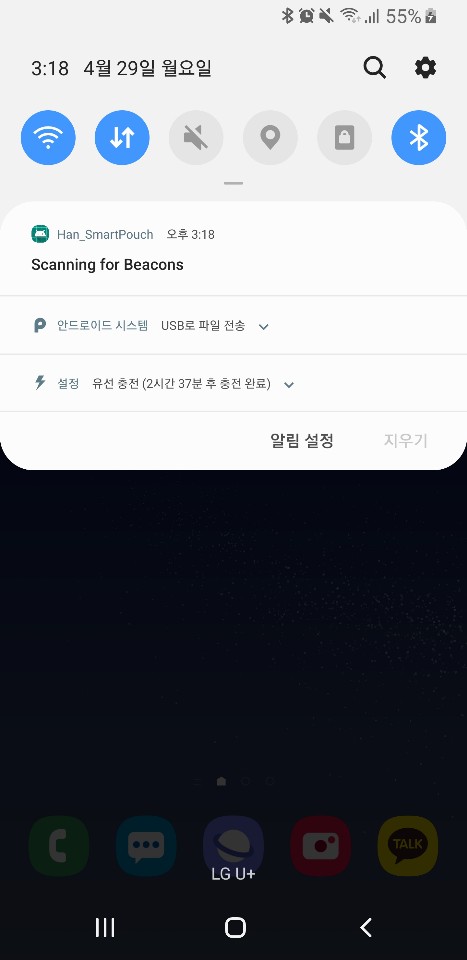 55%
3:18 4월 29일 월요일
Han_SmartPouch 오후 3:18
Scanning for Beacons
안드로이드 시스템 USB로 파일 전송
설정 유선 충전 (2시간 37분 후 충전 완료)
알림 설정 지우기
TALK
LG U+